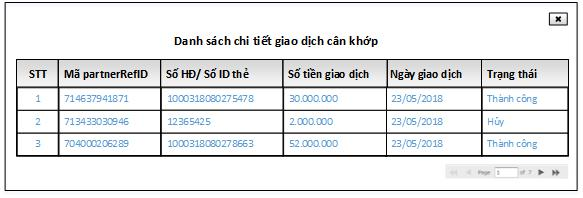 Danh sách chi tiết giao dịch cân khớp
STT Mã partnerRefID Số HĐ/ Số ID thẻ Số tiền giao dịch Ngày giao dịch Trạng thái
1 714637941871 1000318080275478 30.000.000 23/05/2018 Thành công
2 713433030946 12365425 2.000.000 23/05/2018 Hủy
3 704000206289 1000318080278663 52.000.000 23/05/2018 Thành công
Page 1 of 7